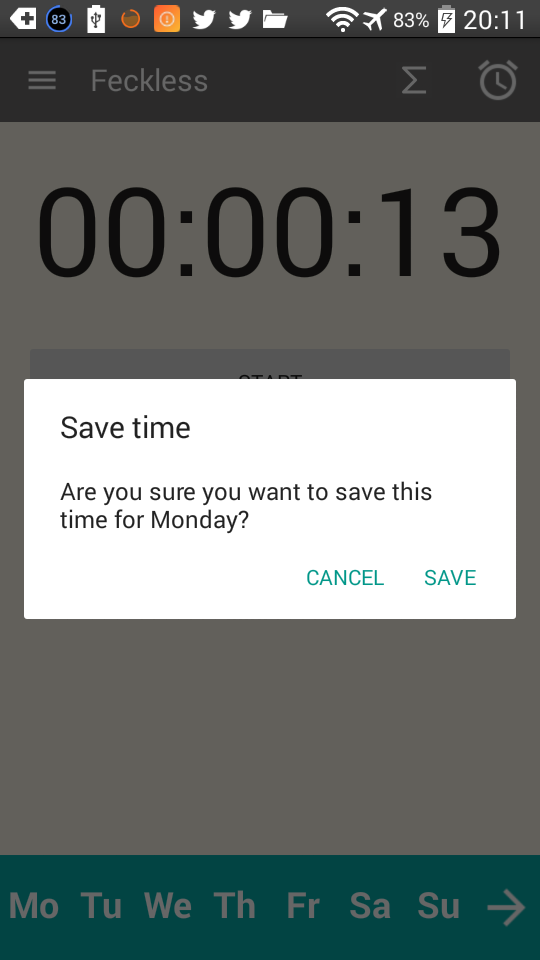 83 83% 20:11
Feckless Σ
00:00:13
START
Save time
Are you sure you want to save this
time for Monday?
CANCEL SAVE
Mo Tu We Th Fr Sa Su